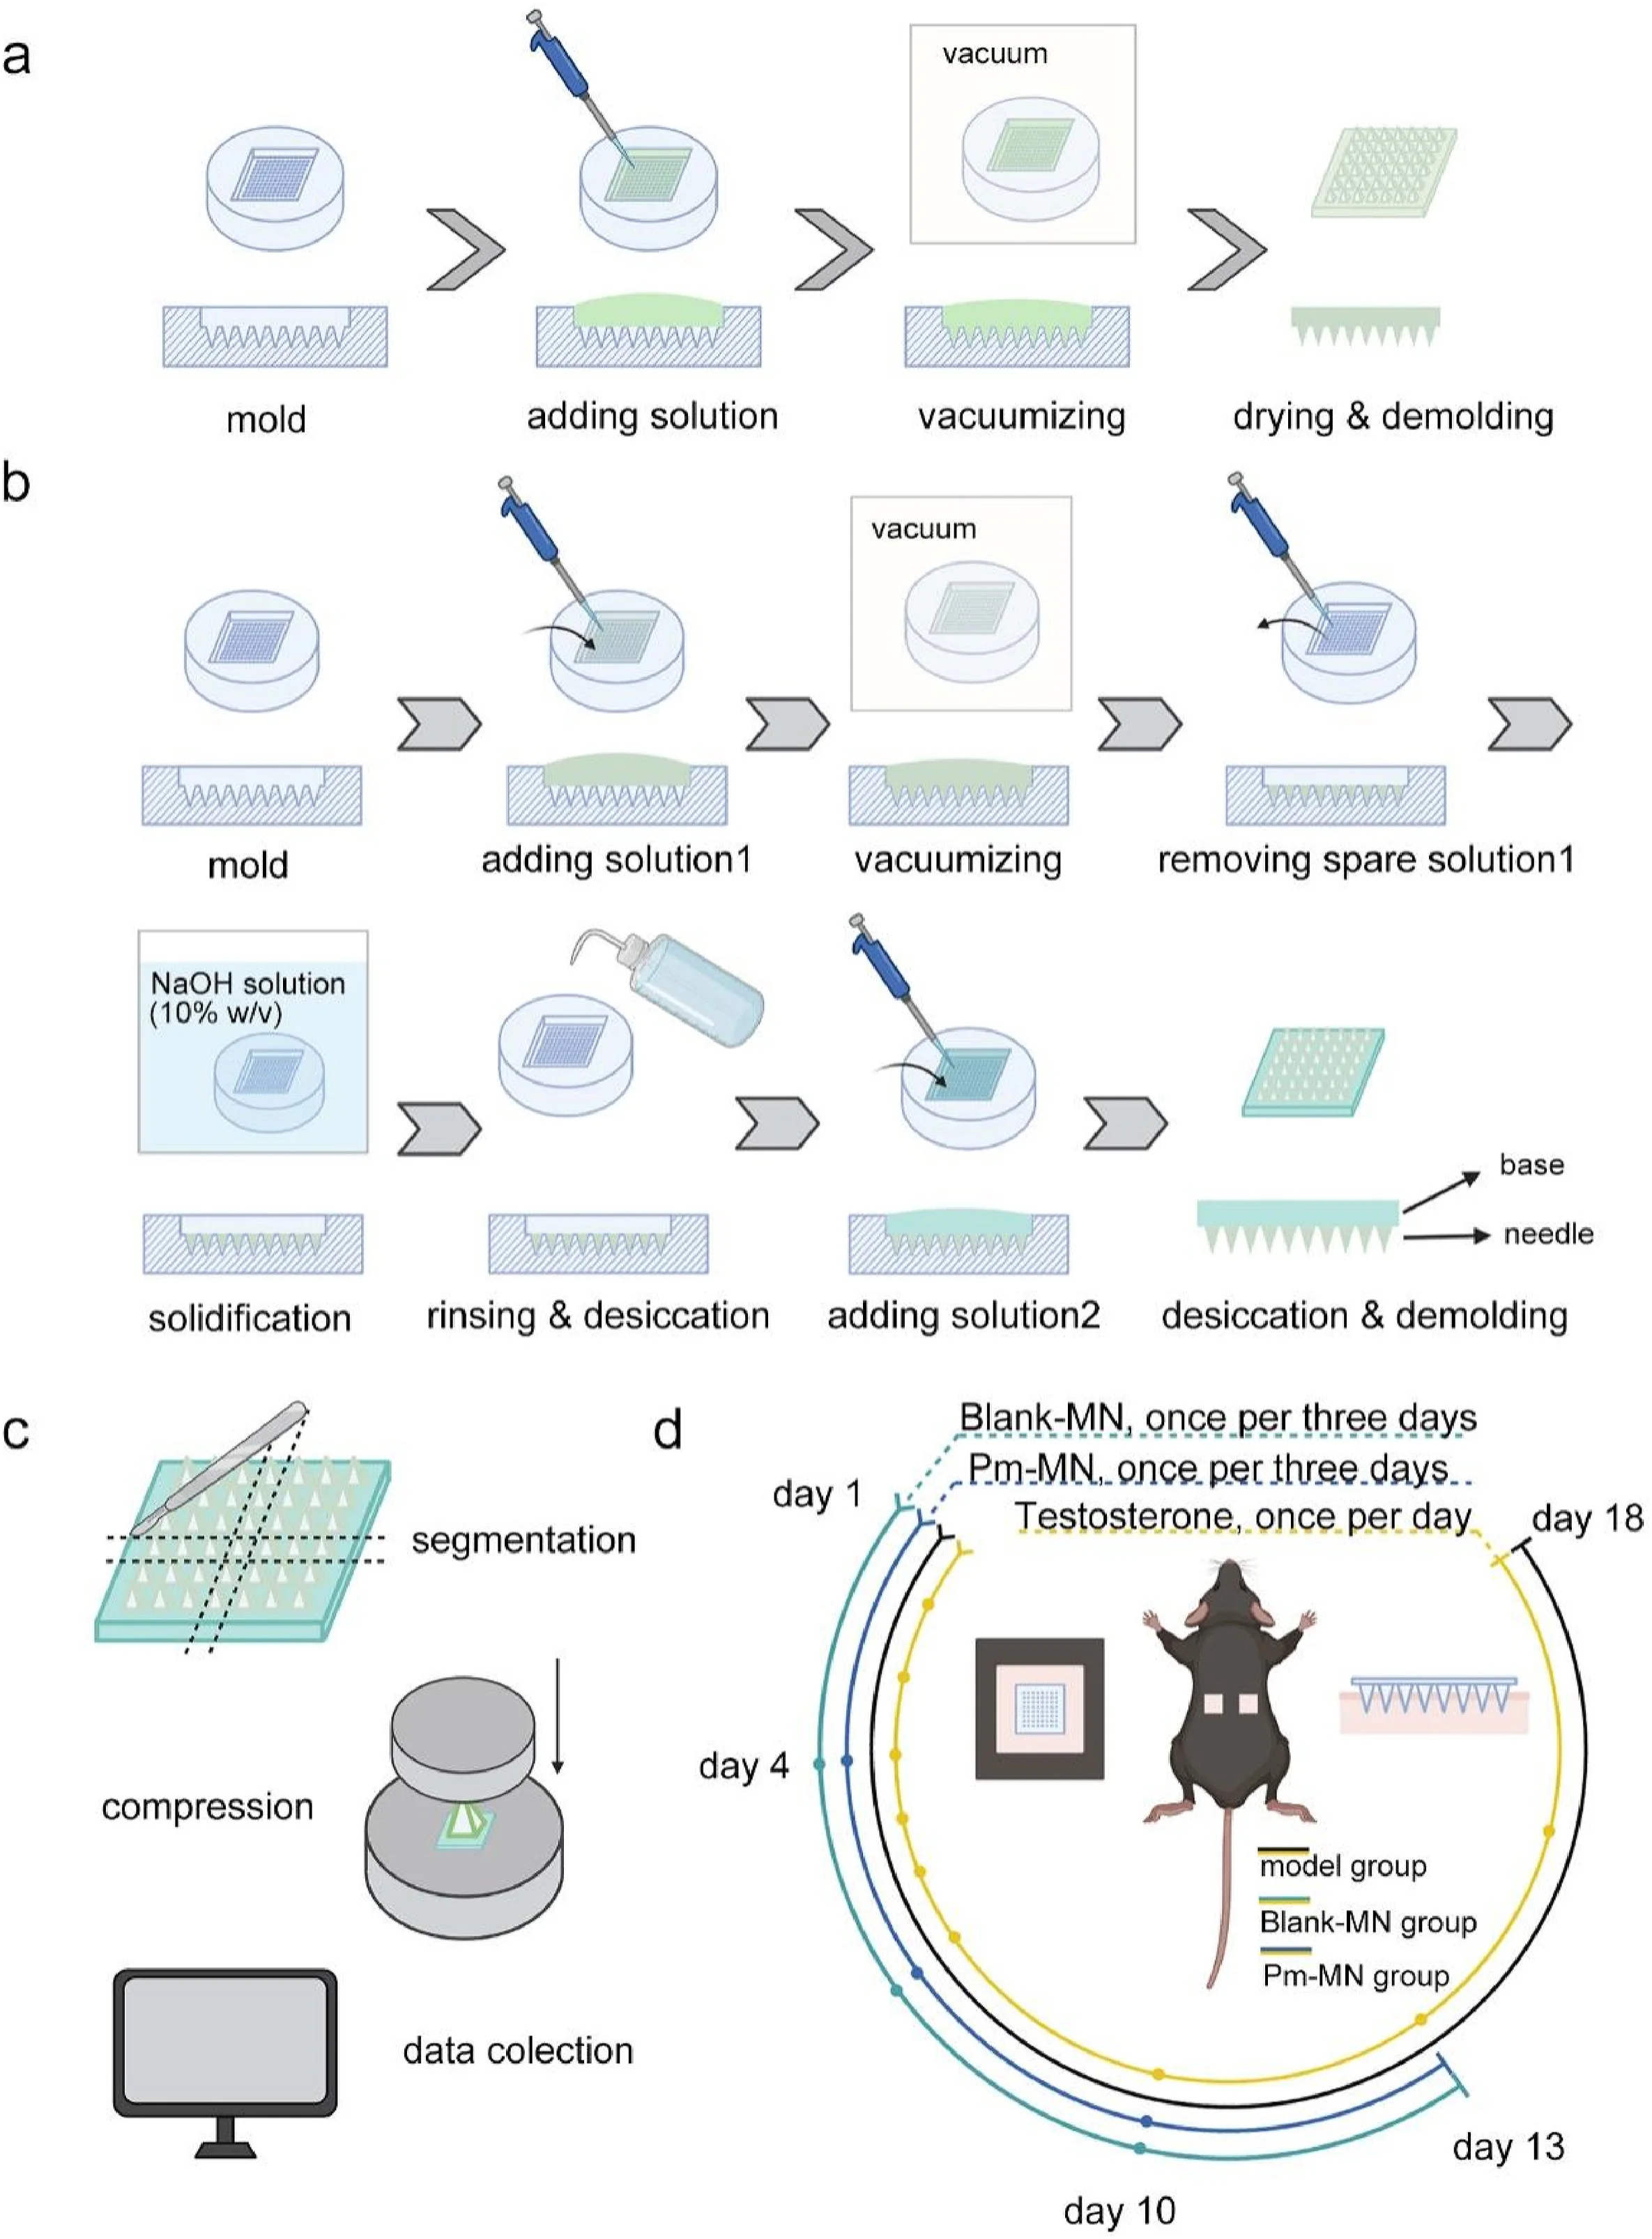 a
vacuum
mold
adding solution
vacuumizing
drying & demolding
b
vacuum
mold
adding solution1
vacuumizing
removing spare solution1
NaOH solution
(10% w/v)
base
needle
solidification
rinsing & desiccation
adding solution2
desiccation & demolding
c
segmentation
compression
data colection
d
Blank-MN, once per three days
Pm-MN, once per three days
Testosterone, once per day
day 1
day 18
day 4
model group
Blank-MN group
Pm-MN group
day 13
day 10